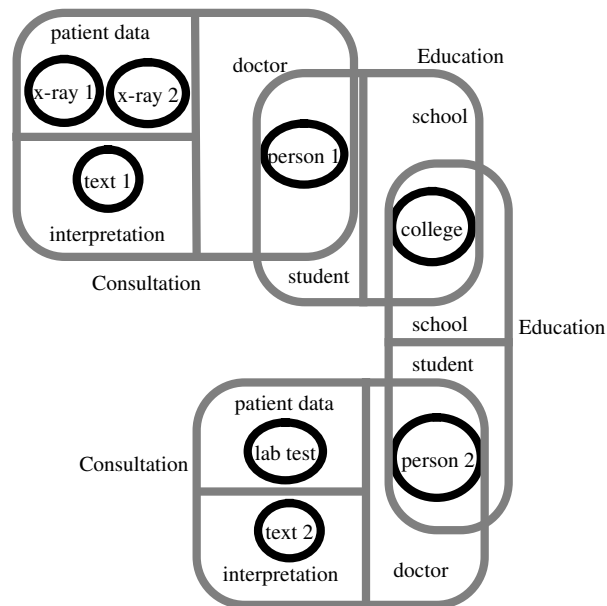 patient data
doctor
Education
x-ray 1
x-ray 2
school
person 1
text 1
college
interpretation
student
Consultation
school
Education
student
patient data
lab test
Consultation
person 2
text 2
interpretation
doctor